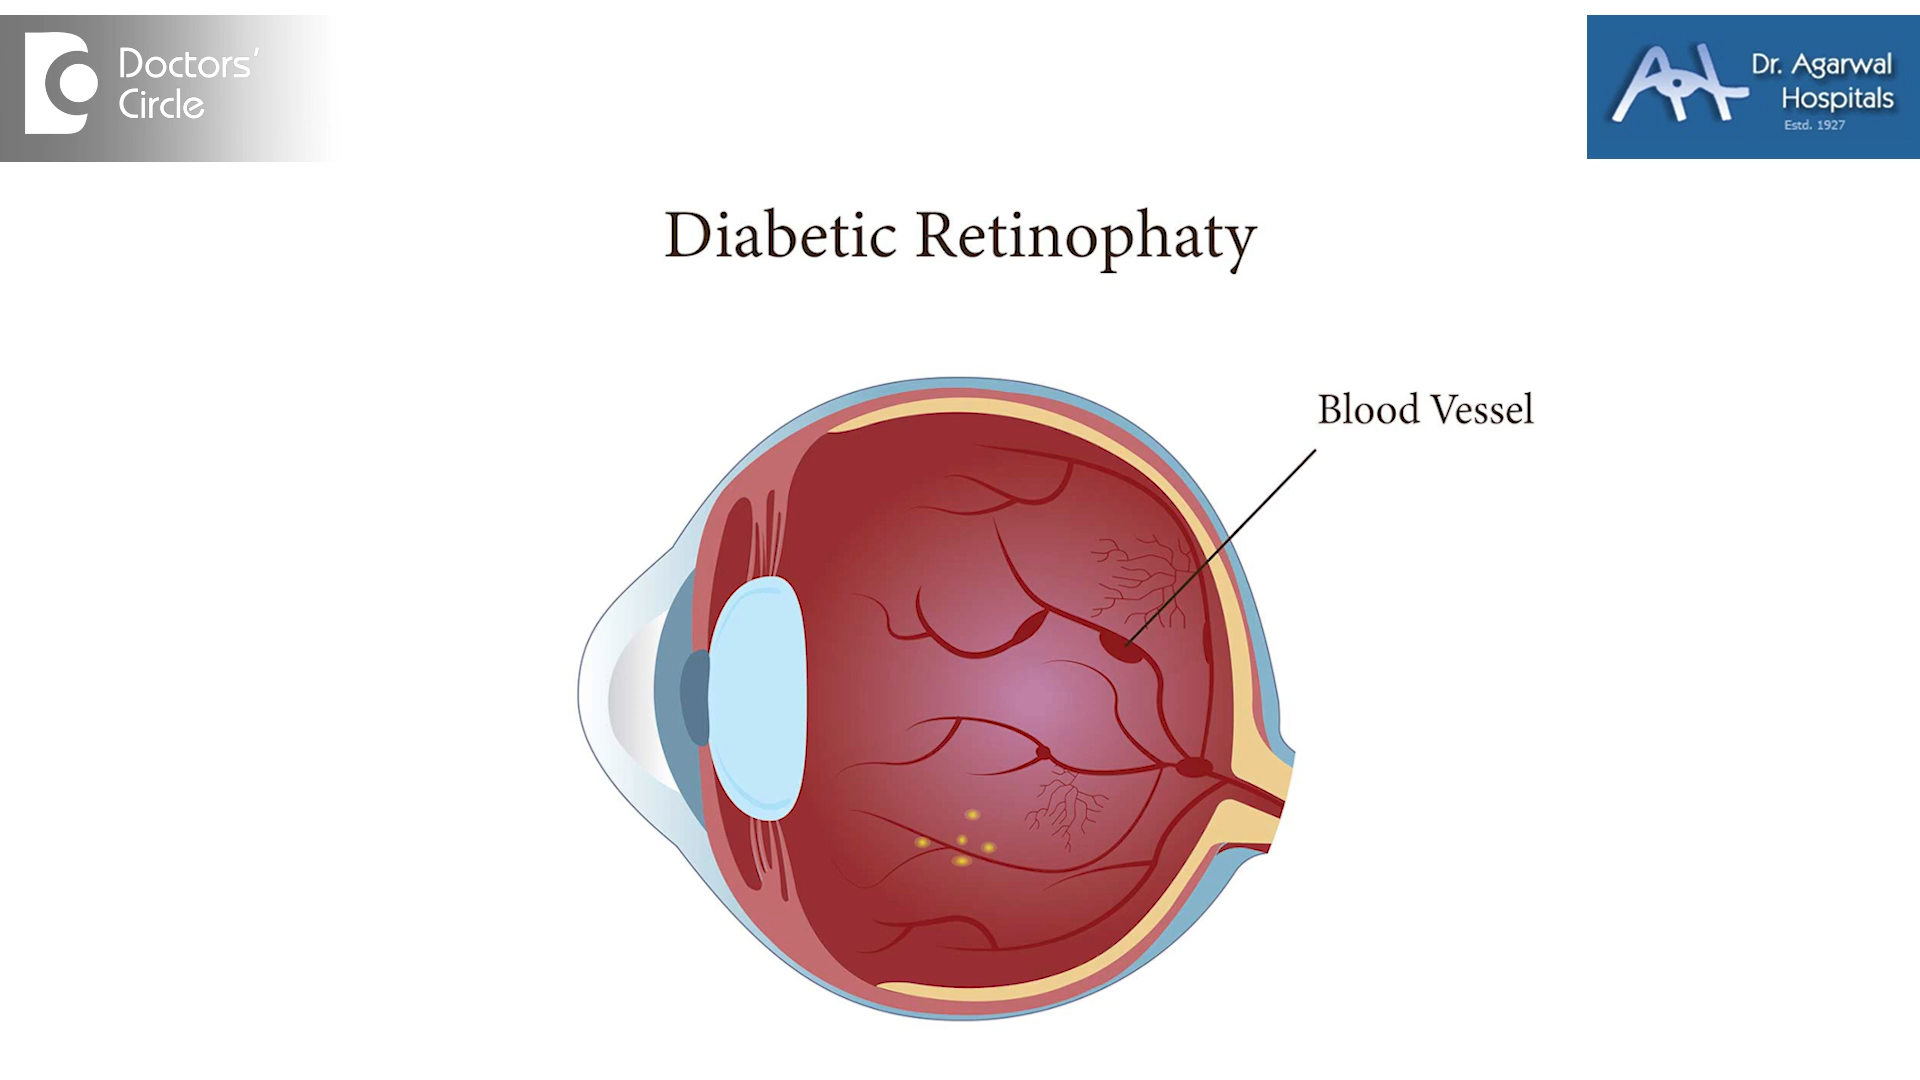 Doctors'
Circle
Dr. Agarwal
Hospitals
Estd. 1927
Diabetic Retinophaty
Blood Vessel